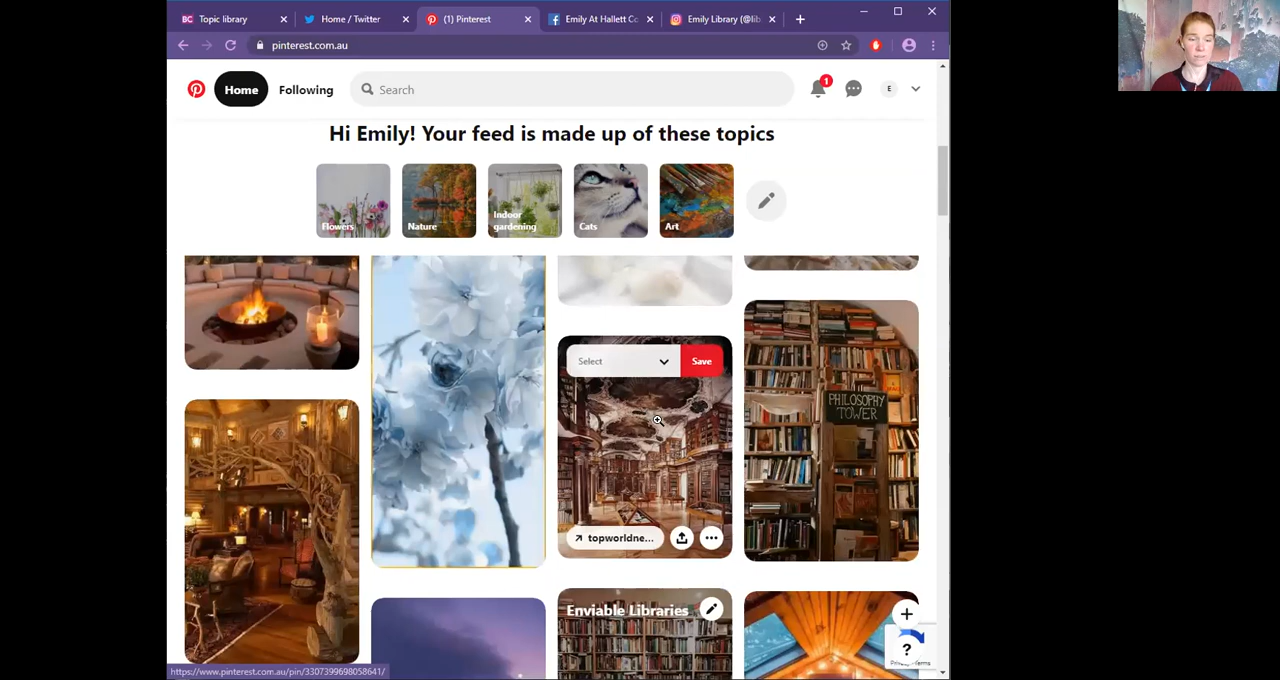 BC Topic library
Home / Twitter
(1) Pinterest
Emily At Hallett Co
Emily Library (@lib
pinterest.com.au
Home
Following
Search
1
E
Hi Emily! Your feed is made up of these topics
Flowers
Nature
Indoor
gardening
Cats
Art
Select
Save
PHILOSOPHY
TOWER
topworldne...
Enviable Libraries
?
https://www.pinterest.com.au/pin/3307399698058641/